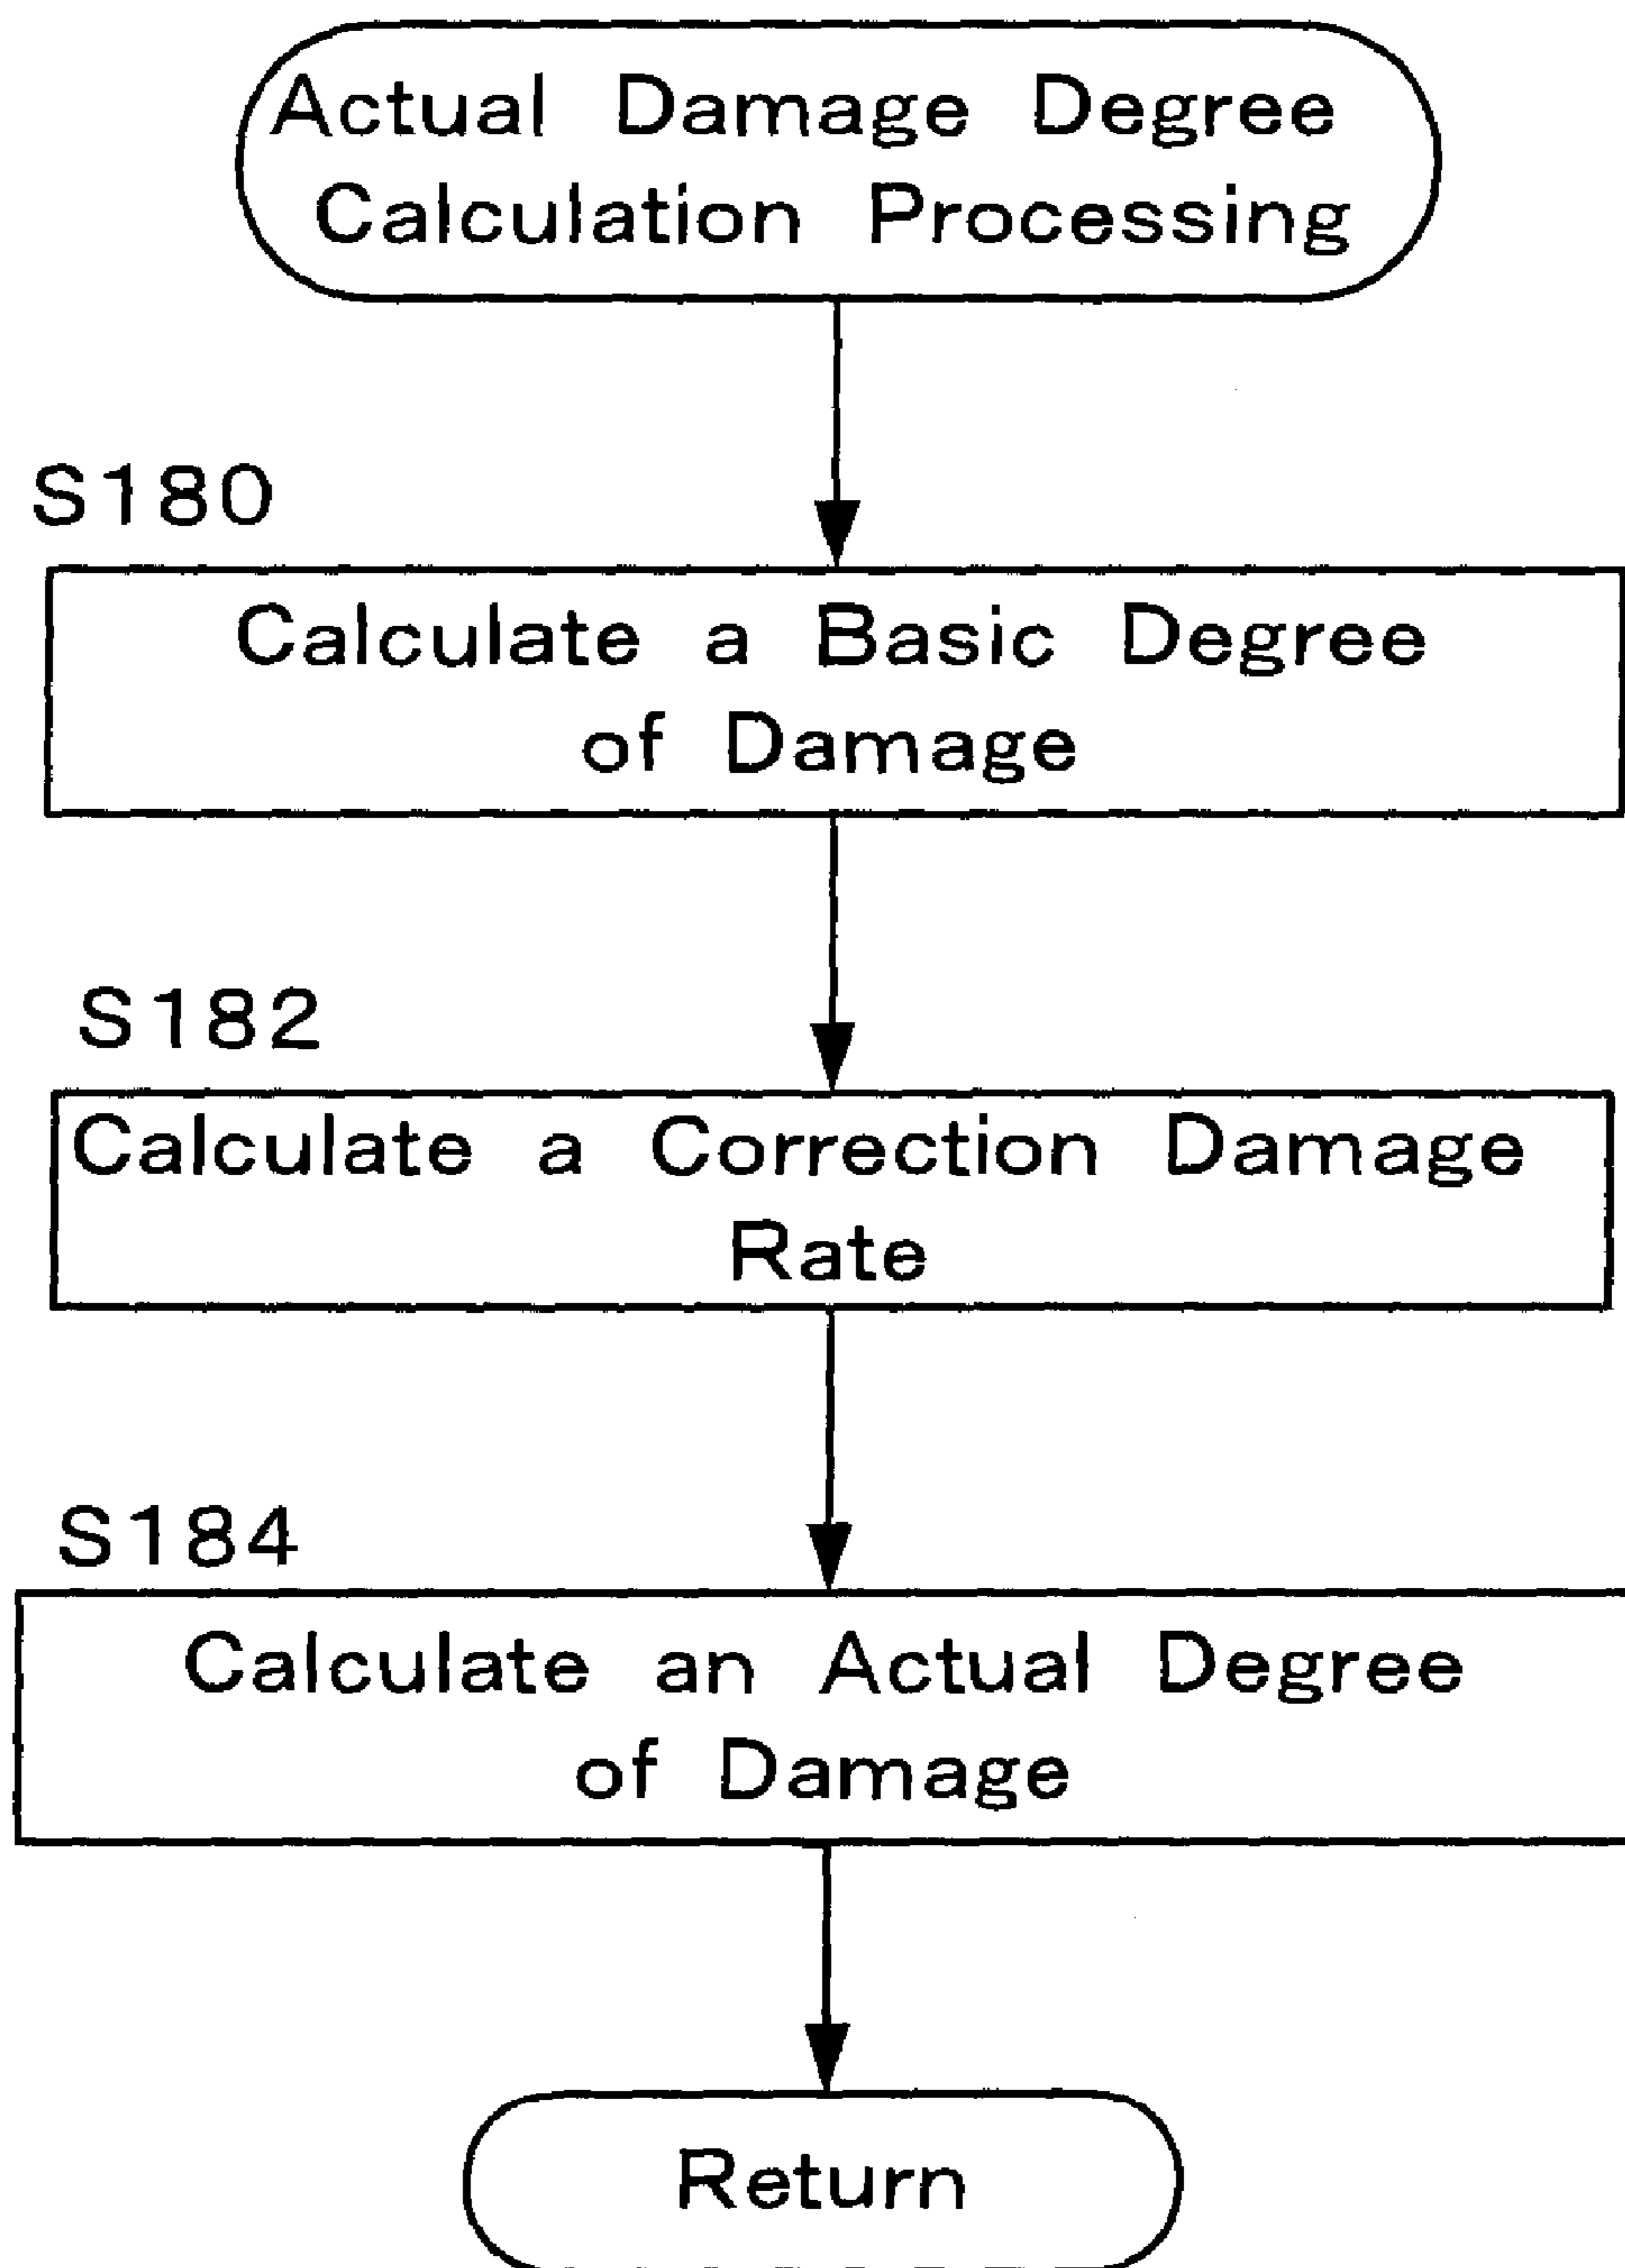 Actual Damage Degree
Calculation Processing
S180
Calculate a Basic Degree
of Damage
S182
Calculate a Correction Damage
Rate
S184
Calculate an Actual Degree
of Damage
Return